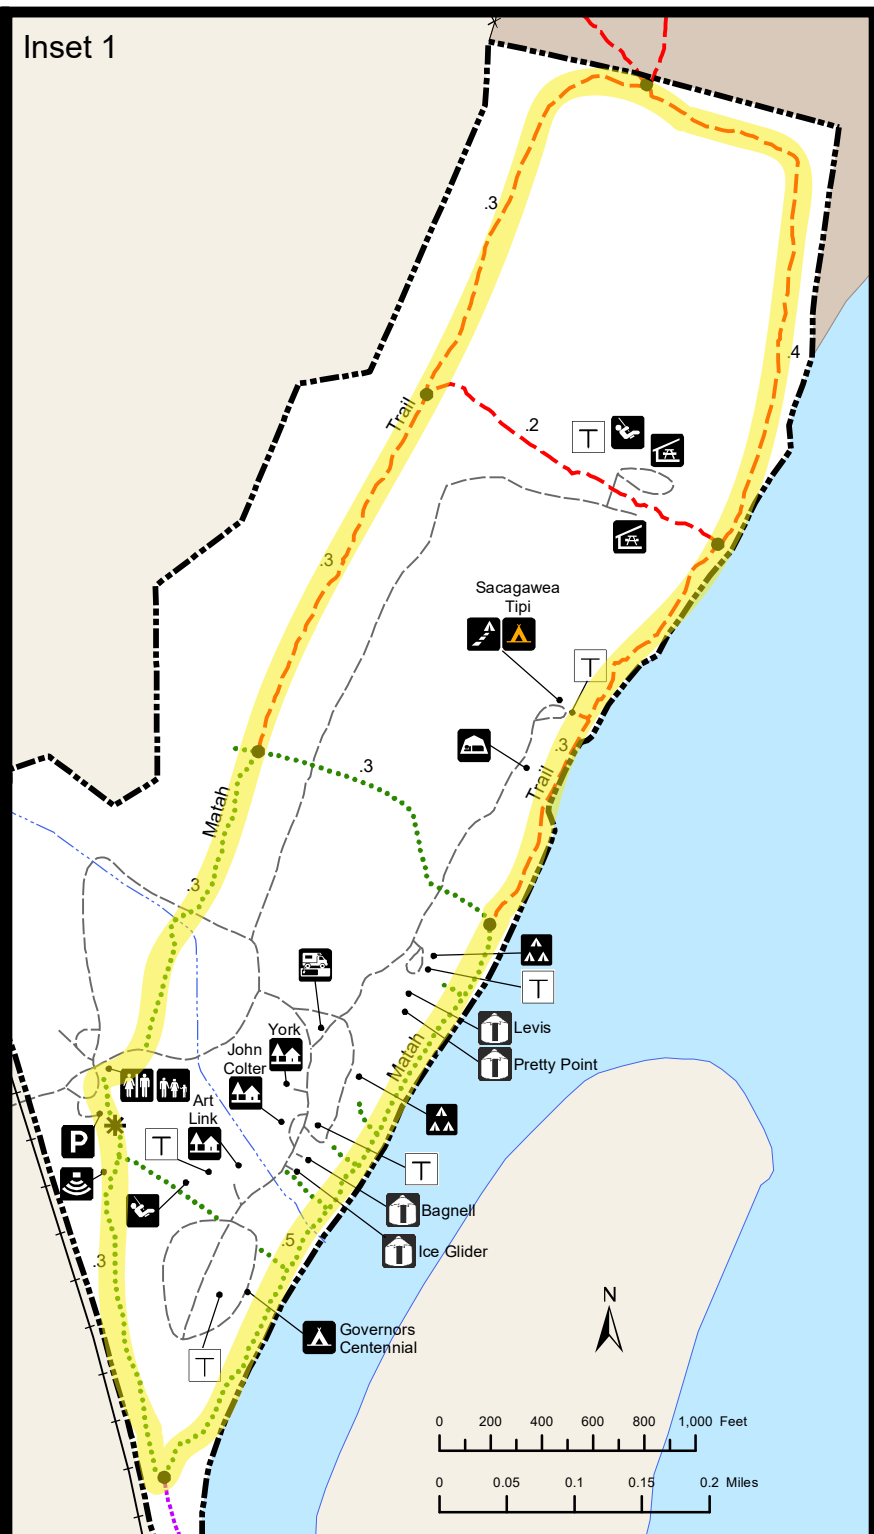 Inset 1
.3
.4
Trail
.2
T
.3
Sacagawea
Tipi
T
.3
.3
Trail
Matah
.3
T
Levis
York
Matah
Pretty Point
John
Colter
Art
Link
P
T
T
Bagnell
.5
Ice Glider
.3
N
Governors
Centennial
T
0 200 400 600 800 1,000 Feet
0 0.05 0.1 0.15 0.2 Miles